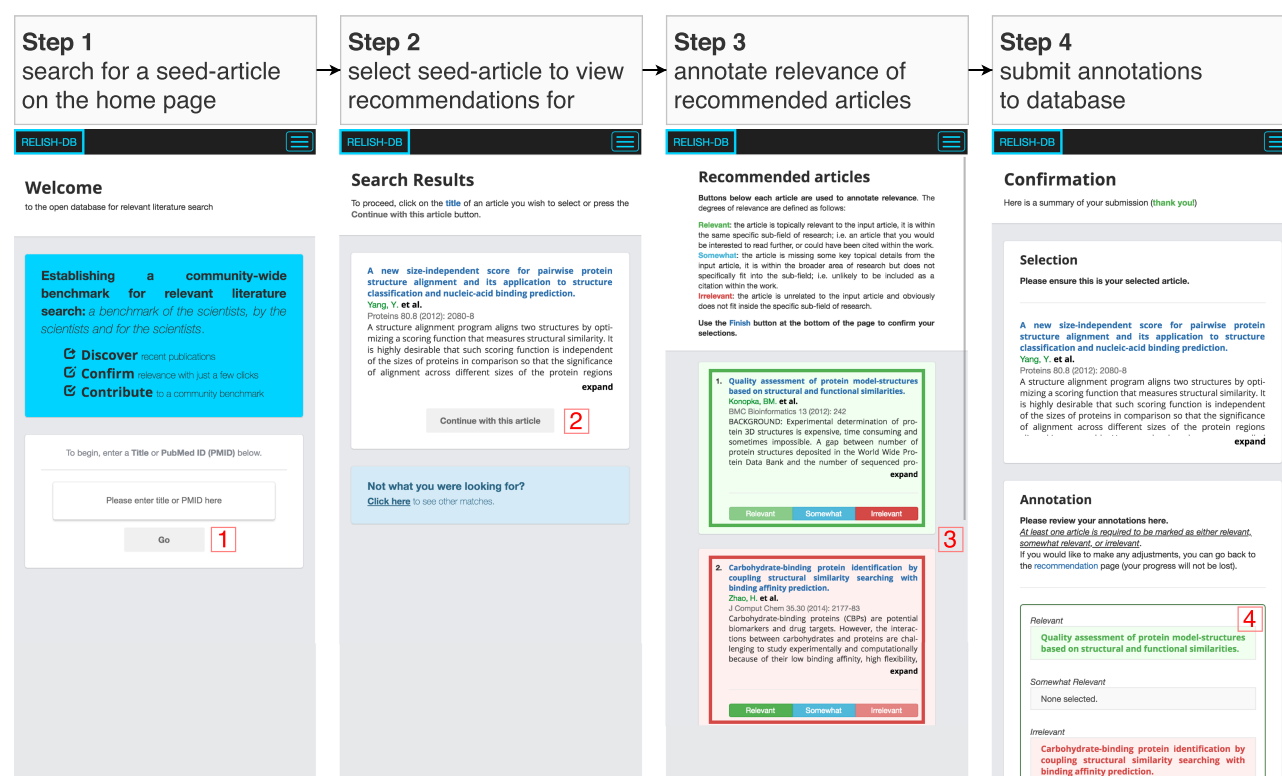 Step 1
search for a seed-article
on the home page
Step 2
select seed-article to view
recommendations for
Step 3
annotate relevance of
recommended articles
Step 4
submit annotations
to database
RELISH-DB
Welcome
to the open database for relevant literature search
Establishing a community-wide
benchmark for relevant literature
search: a benchmark of the scientists, by the
scientists and for the scientists.
Discover recent publications
Confirm relevance with just a few clicks
Contribute to a community benchmark
To begin, enter a Title or PubMed ID (PMID) below.
Please enter title or PMID here
Go
1
RELISH-DB
Search Results
To proceed, click on the title of an article you wish to select or press the
Continue with this article button.
A new size-independent score for pairwise protein
structure alignment and its application to structure
classification and nucleic-acid binding prediction.
Yang, Y. et al.
Proteins 80.8 (2012): 2080-8
A structure alignment program aligns two structures by opti-
mizing a scoring function that measures structural similarity. It
is highly desirable that such scoring function is independent
of the sizes of proteins in comparison so that the significance
of alignment across different sizes of the protein regions
expand
Continue with this article
2
Not what you were looking for?
Click here to see other matches.
RELISH-DB
Recommended articles
Buttons below each article are used to annotate relevance. The
degrees of relevance are defined as follows:
Relevant: the article is topically relevant to the input article, it is within
the same specific sub-field of research; i.e. an article that you would
be interested to read further, or could have been cited within the work.
Somewhat: the article is missing some key topical details from the
input article, it is within the broader area of research but does not
specifically fit into the sub-field; i.e. unlikely to be included as a
citation within the work.
Irrelevant: the article is unrelated to the input article and obviously
does not fit inside the specific sub-field of research.
Use the Finish button at the bottom of the page to confirm your
selections.
1. Quality assessment of protein model-structures
based on structural and functional similarities.
Konopka, BM. et al.
BMC Bioinformatics 13 (2012): 242
BACKGROUND: Experimental determination of pro-
tein 3D structures is expensive, time consuming and
sometimes impossible. A gap between number of
protein structures deposited in the World Wide Pro-
tein Data Bank and the number of sequenced pro-
expand
Relevant Somewhat Irrelevant
3
2. Carbohydrate-binding protein identification by
coupling structural similarity searching with
binding affinity prediction.
Zhao, H. et al.
J Comput Chem 35.30 (2014): 2177-83
Carbohydrate-binding proteins (CBPs) are potential
biomarkers and drug targets. However, the interac-
tions between carbohydrates and proteins are chal-
lenging to study experimentally and computationally
because of their low binding affinity, high flexibility,
expand
Relevant Somewhat Irrelevant
RELISH-DB
Confirmation
Here is a summary of your submission (thank you!)
Selection
Please ensure this is your selected article.
A new size-independent score for pairwise protein
structure alignment and its application to structure
classification and nucleic-acid binding prediction.
Yang, Y. et al.
Proteins 80.8 (2012): 2080-8
A structure alignment program aligns two structures by opti-
mizing a scoring function that measures structural similarity. It
is highly desirable that such scoring function is independent
of the sizes of proteins in comparison so that the significance
of alignment across different sizes of the protein regions
expand
Annotation
Please review your annotations here.
At least one article is required to be marked as either relevant,
somewhat relevant, or irrelevant.
If you would like to make any adjustments, you can go back to
the recommendation page (your progress will not be lost).
4
Relevant
Quality assessment of protein model-structures
based on structural and functional similarities.
Somewhat Relevant
None selected.
Irrelevant
Carbohydrate-binding protein identification by
coupling structural similarity searching with
binding affinity prediction.